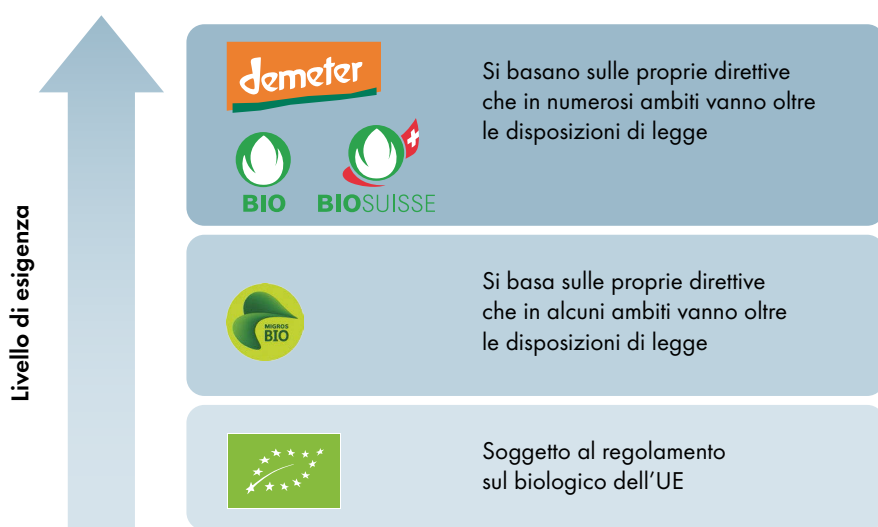 Livello di esigenza
demeter
BIO
BIOSUISSE
Si basano sulle proprie direttive
che in numerosi ambiti vanno oltre
le disposizioni di legge
MIGROS
BIO
Si basa sulle proprie direttive
che in alcuni ambiti vanno oltre
le disposizioni di legge
Soggetto al regolamento
sul biologico dell’UE